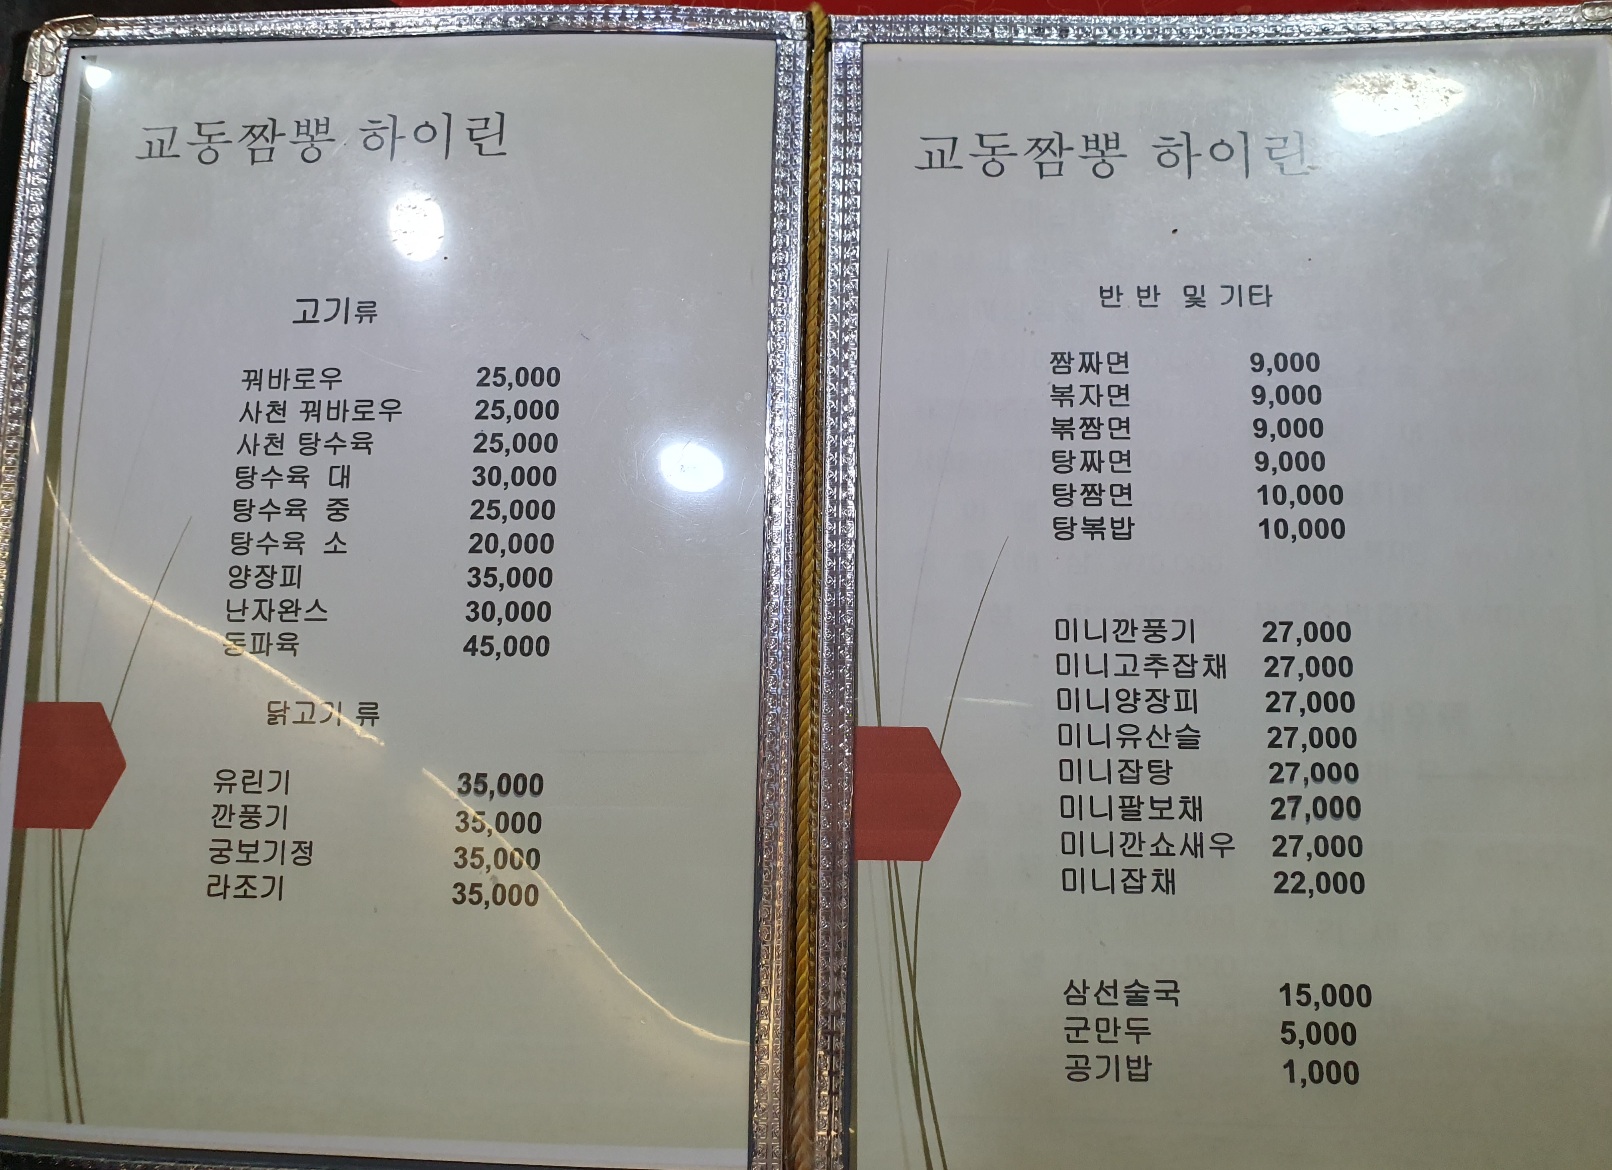 교동짬뽕 하이린
고기류
꿔바로우 25,000
사천 꿔바로우 25,000
사천 탕수육 25,000
탕수육 대 30,000
탕수육 중 25,000
탕수육 소 20,000
양장피 35,000
난자완스 30,000
동파육 45,000
닭고기 류
유린기 35,000
깐풍기 35,000
궁보기정 35,000
라조기 35,000
교동짬뽕 하이린
반 반 및 기타
짬짜면 9,000
볶자면 9,000
볶짬면 9,000
탕짜면 9,000
탕짬면 10,000
탕볶밥 10,000
미니깐풍기 27,000
미니고추잡채 27,000
미니양장피 27,000
미니유산슬 27,000
미니잡탕 27,000
미니팔보채 27,000
미니깐쇼새우 27,000
미니잡채 22,000
삼선술국 15,000
군만두 5,000
공기밥 1,000